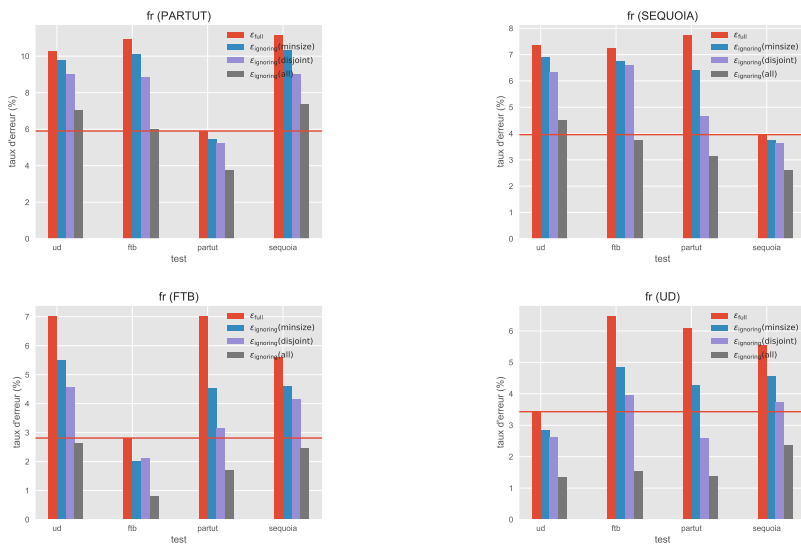 fr (PARTUT)
taux d'erreur (%)
10
8
6
4
2
0
ε_full
ε_ignoring(minsize)
ε_ignoring(disjoint)
ε_ignoring(all)
ud ftb partut sequoia
test
fr (SEQUOIA)
taux d'erreur (%)
8
7
6
5
4
3
2
1
0
ε_full
ε_ignoring(minsize)
ε_ignoring(disjoint)
ε_ignoring(all)
ud ftb partut sequoia
test
fr (FTB)
taux d'erreur (%)
7
6
5
4
3
2
1
0
ε_full
ε_ignoring(minsize)
ε_ignoring(disjoint)
ε_ignoring(all)
ud ftb partut sequoia
test
fr (UD)
taux d'erreur (%)
6
5
4
3
2
1
0
ε_full
ε_ignoring(minsize)
ε_ignoring(disjoint)
ε_ignoring(all)
ud ftb partut sequoia
test